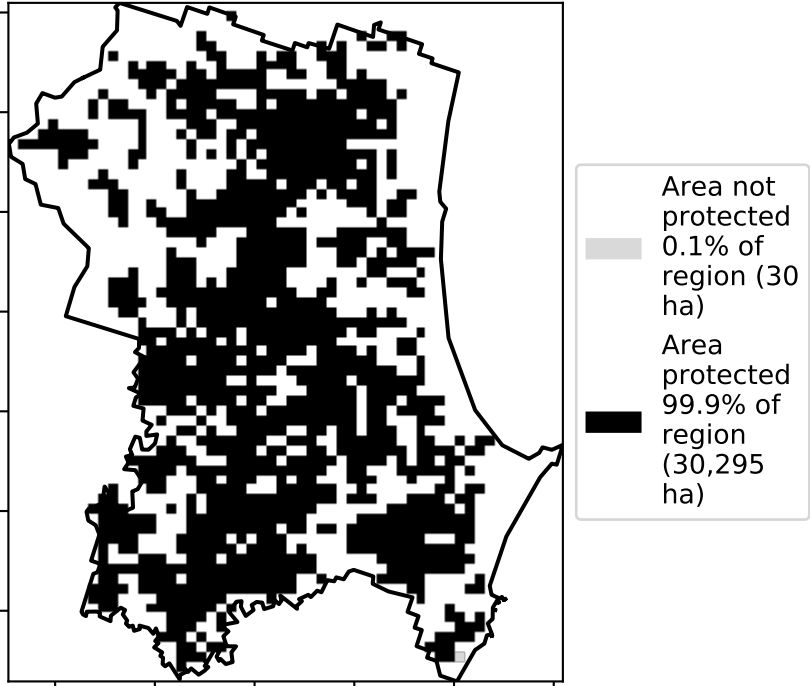 Area not
protected
0.1% of
region (30
ha)
Area
protected
99.9% of
region
(30,295
ha)